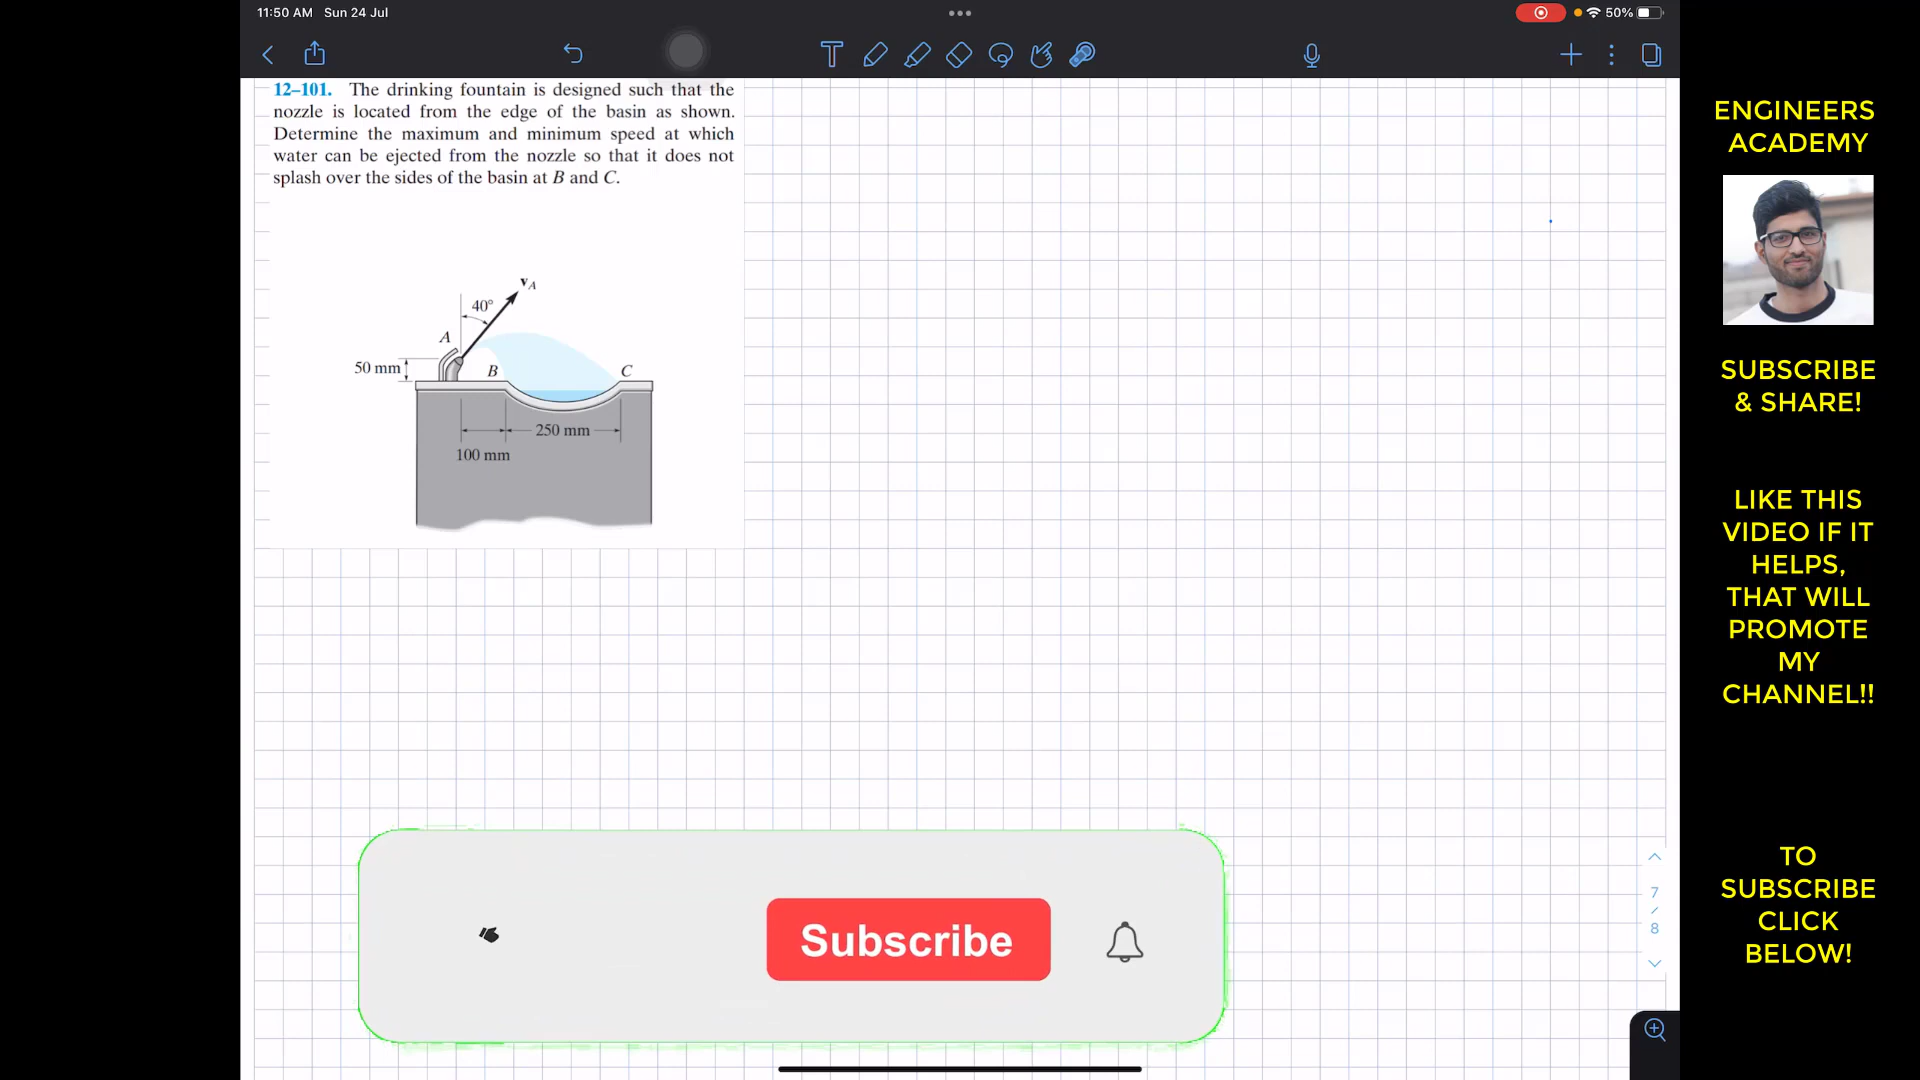 11:50 AM Sun 24 Jul
50%
12–101. The drinking fountain is designed such that the
nozzle is located from the edge of the basin as shown.
Determine the maximum and minimum speed at which
water can be ejected from the nozzle so that it does not
splash over the sides of the basin at B and C.
vA
40°
A
50 mm
B
C
250 mm
100 mm
Subscribe
7
/
8
ENGINEERS
ACADEMY
SUBSCRIBE
& SHARE!
LIKE THIS
VIDEO IF IT
HELPS,
THAT WILL
PROMOTE
MY
CHANNEL!!
TO
SUBSCRIBE
CLICK
BELOW!